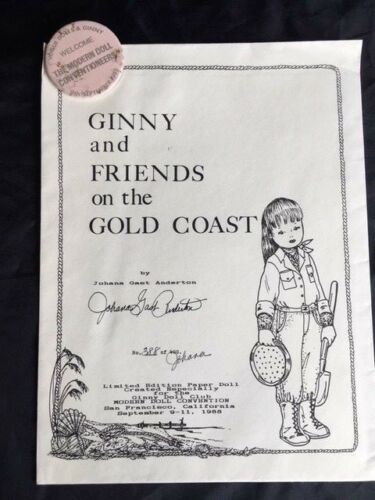 WELCOME
THE MODERN DOLL
CONVENTIONEERS
GINNY
and
FRIENDS
on the
GOLD COAST
by
Johana Gast Anderton
Johana Gast Anderton
No. 388 of
Johana
Limited Edition Paper Doll
Created Especially
for the
Ginny Doll Club
MODERN DOLL CONVENTION
San Francisco, California
September 9-11, 1988